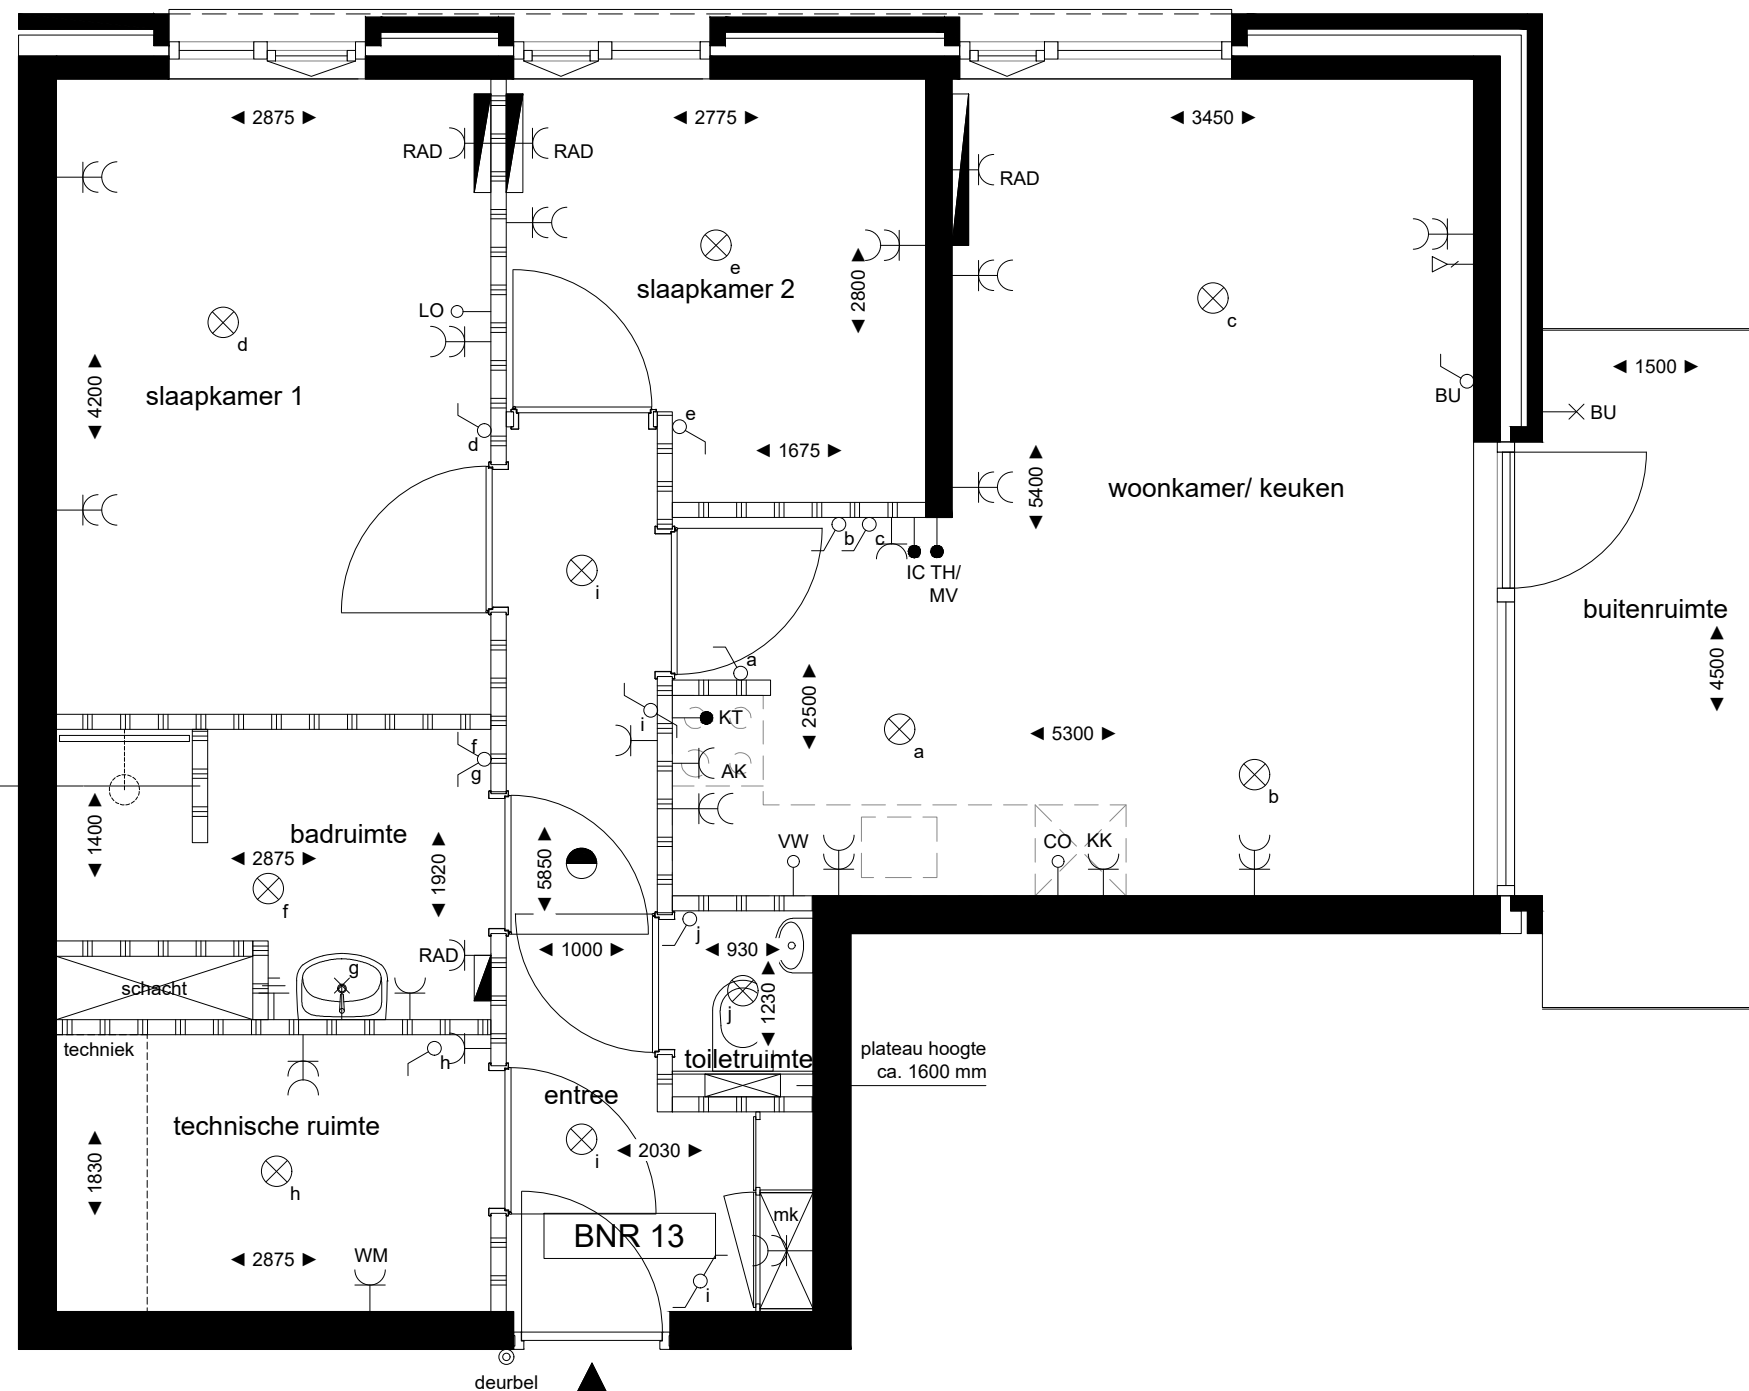 ◄ 2875 ►
◄ 2775 ►
◄ 3450 ►
RAD
RAD
RAD
e
slaapkamer 2
◄ 2800 ►
LO
d
c
◄ 4200 ►
slaapkamer 1
◄ 1500 ►
BU
BU
d
e
◄ 1675 ►
◄ 5400 ►
woonkamer/ keuken
b
c
IC TH/
MV
i
buitenruimte
◄ 4500 ►
a
◄ 2500 ►
i
KT
a
◄ 5300 ►
f
g
AK
b
◄ 1400 ►
badruimte
◄ 2875 ►
◄ 1920 ►
◄ 5850 ►
VW
CO
KK
f
j
RAD
◄ 1000 ►
◄ 930 ►
g
schacht
j
◄ 1230 ►
techniek
h
toiletruimte
plateau hoogte
ca. 1600 mm
entree
technische ruimte
i
◄ 2030 ►
◄ 1830 ►
h
mk
BNR 13
◄ 2875 ►
WM
i
deurbel